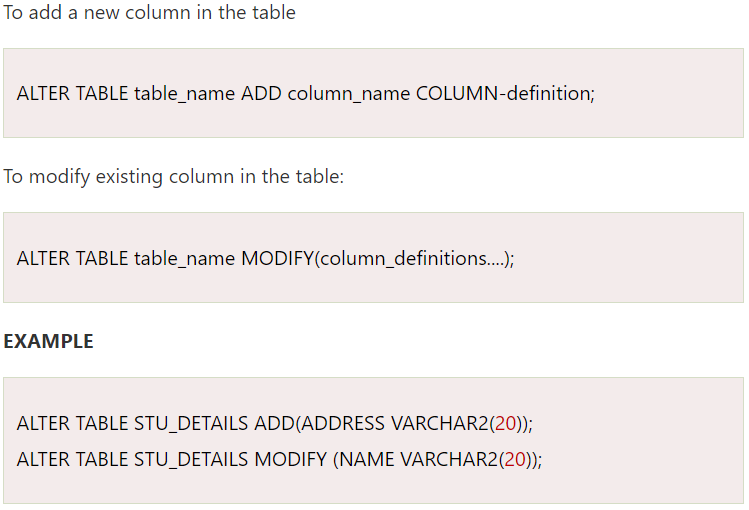 To add a new column in the table
ALTER TABLE table_name ADD column_name COLUMN-definition;
To modify existing column in the table:
ALTER TABLE table_name MODIFY(column_definitions....);
EXAMPLE
ALTER TABLE STU_DETAILS ADD(ADDRESS VARCHAR2(20));
ALTER TABLE STU_DETAILS MODIFY (NAME VARCHAR2(20));